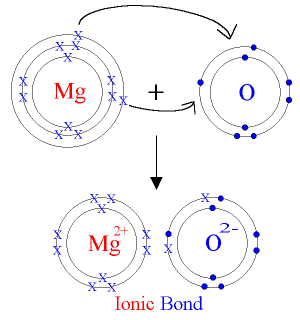 Mg + O
Mg2+ O2-
Ionic Bond